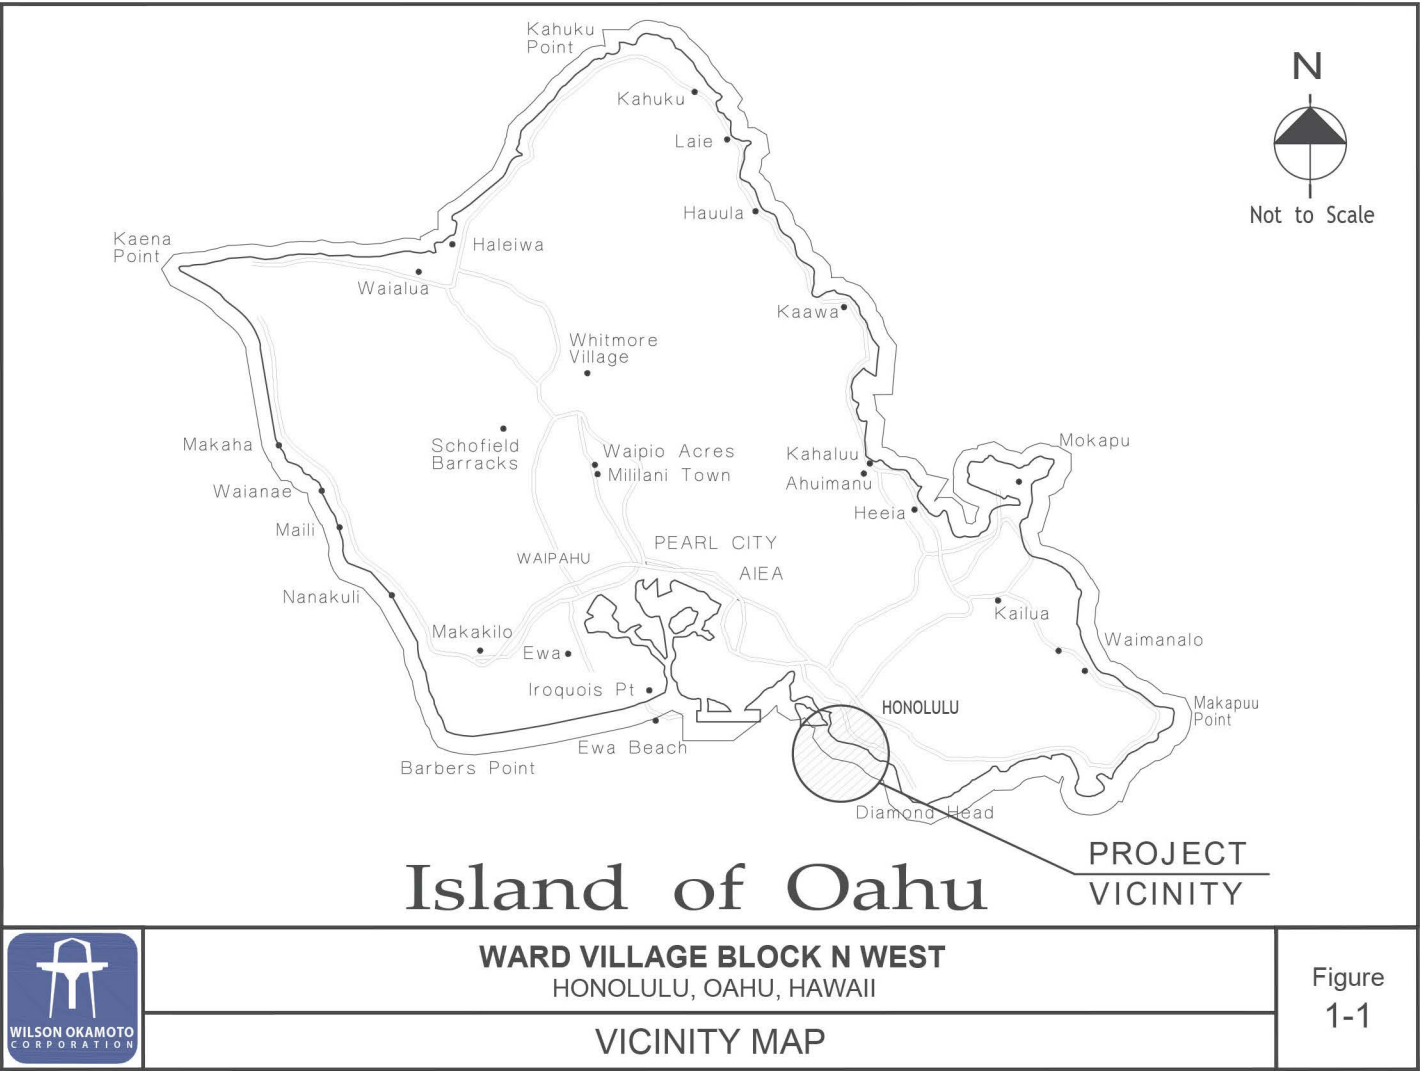 Kahuku
Point
N
Kahuku
Laie
Not to Scale
Hauula
Kaena
Point
Haleiwa
Waialua
Kaawa
Whitmore
Village
Makaha
Schofield
Barracks
Waipio Acres
Mililani Town
Kahaluu
Ahuimanu
Mokapu
Waianae
Heeia
Maili
PEARL CITY
WAIPAHU
AIEA
Nanakuli
Kailua
Makakilo
Waimanalo
Ewa
Iroquois Pt
HONOLULU
Makapuu
Point
Ewa Beach
Barbers Point
Diamond Head
PROJECT
VICINITY
Island of Oahu
WILSON OKAMOTO
CORPORATION
WARD VILLAGE BLOCK N WEST
HONOLULU, OAHU, HAWAII
VICINITY MAP
Figure
1-1